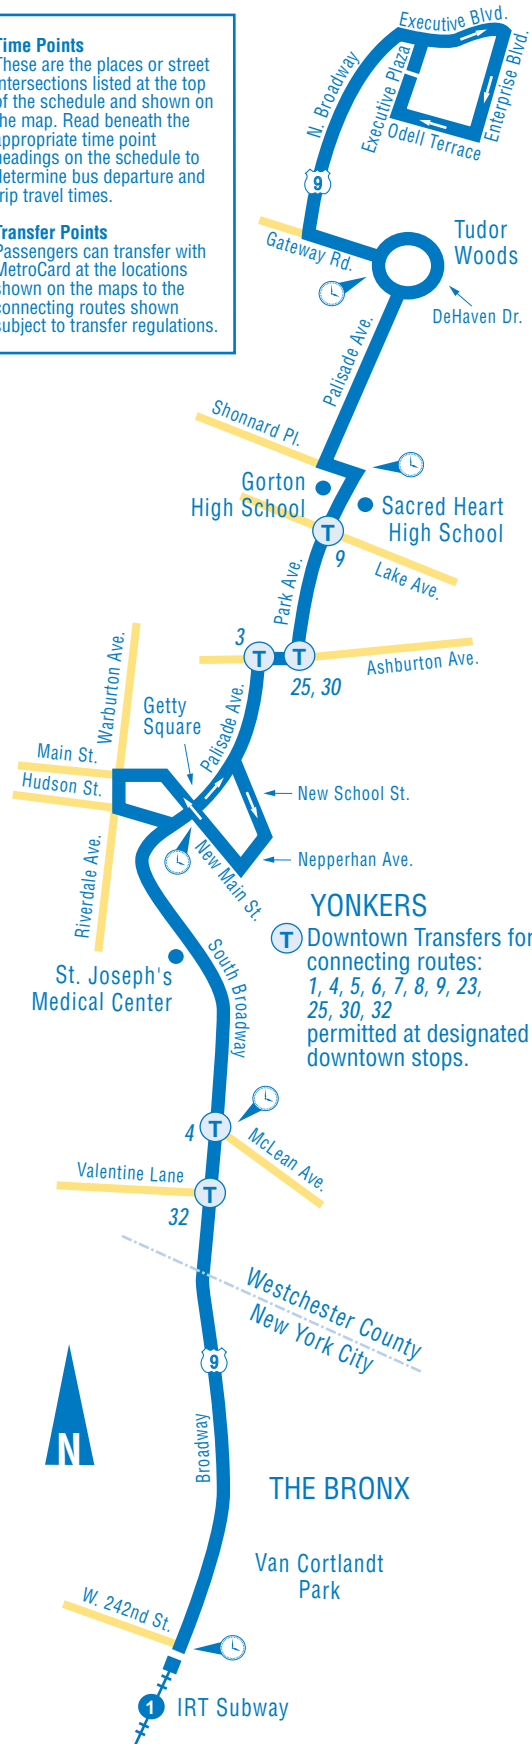 Time Points
These are the places or street
intersections listed at the top
of the schedule and shown on
the map. Read beneath the
appropriate time point
headings on the schedule to
determine bus departure and
trip travel times.
Transfer Points
Passengers can transfer with
MetroCard at the locations
shown on the maps to the
connecting routes shown
subject to transfer regulations.
Executive Blvd.
N. Broadway
Executive Plaza
Enterprise Blvd.
Odell Terrace
9
Gateway Rd.
Tudor
Woods
DeHaven Dr.
Palisade Ave.
Shonnard Pl.
Gorton
High School
Sacred Heart
High School
T
9
Lake Ave.
Park Ave.
3
T
T
25, 30
Ashburton Ave.
Warburton Ave.
Getty
Square
Palisade Ave.
Main St.
Hudson St.
New School St.
Riverdale Ave.
New Main St.
Nepperhan Ave.
YONKERS
T Downtown Transfers for
connecting routes:
1, 4, 5, 6, 7, 8, 9, 23,
25, 30, 32
permitted at designated
downtown stops.
St. Joseph's
Medical Center
South Broadway
4
T
McLean Ave.
Valentine Lane
T
32
Westchester County
New York City
9
N
Broadway
THE BRONX
Van Cortlandt
Park
W. 242nd St.
1 IRT Subway